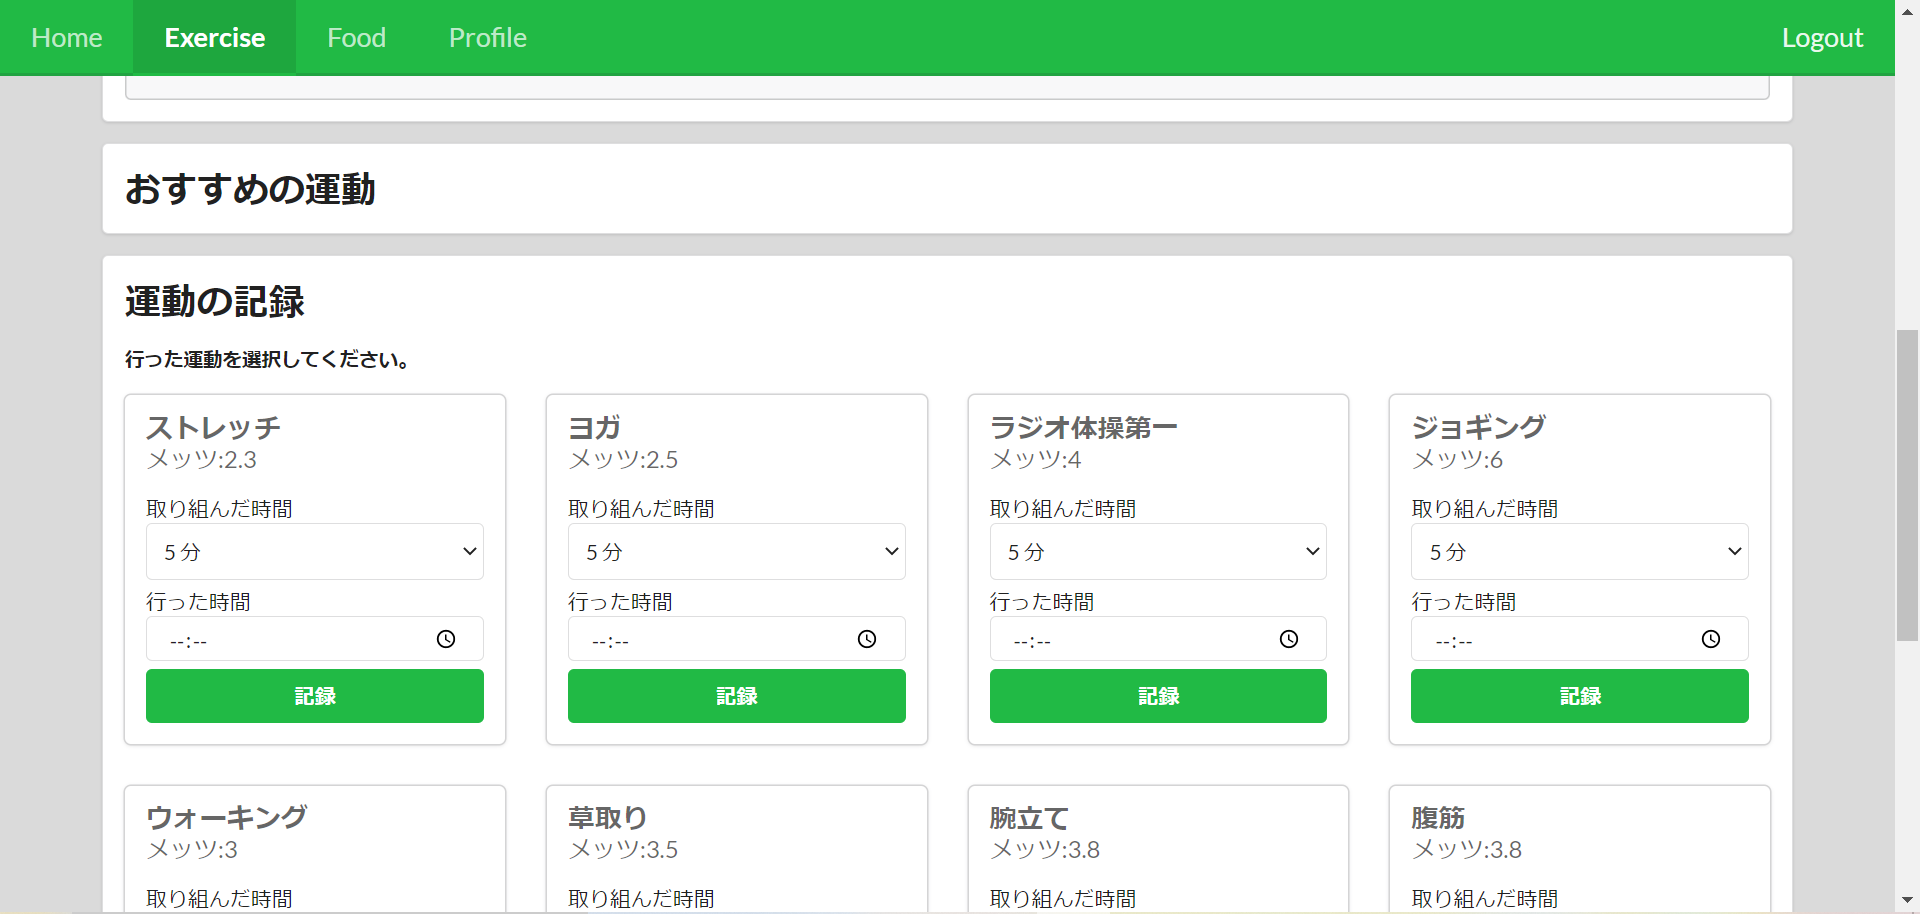 Home Exercise Food Profile Logout
おすすめの運動
運動の記録
行った運動を選択してください。
ストレッチ
メッツ:2.3
取り組んだ時間
5 分
行った時間
--:--
記録
ヨガ
メッツ:2.5
取り組んだ時間
5 分
行った時間
--:--
記録
ラジオ体操第一
メッツ:4
取り組んだ時間
5 分
行った時間
--:--
記録
ジョギング
メッツ:6
取り組んだ時間
5 分
行った時間
--:--
記録
ウォーキング
メッツ:3
取り組んだ時間
草取り
メッツ:3.5
取り組んだ時間
腕立て
メッツ:3.8
取り組んだ時間
腹筋
メッツ:3.8
取り組んだ時間